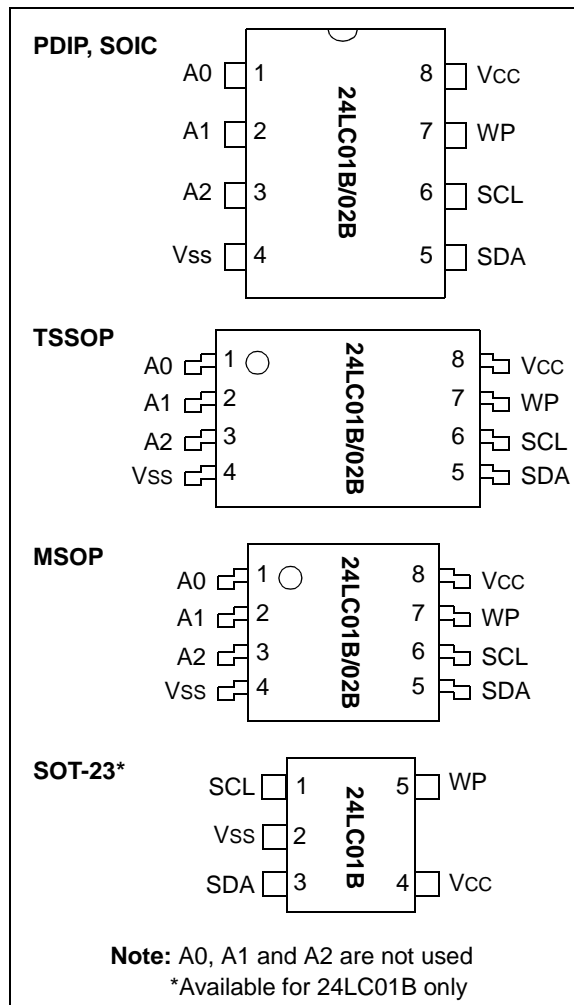 PDIP, SOIC
A0 1 8 VCC
A1 2 7 WP
A2 3 6 SCL
VSS 4 5 SDA
24LC01B/02B
TSSOP
A0 1 8 VCC
A1 2 7 WP
A2 3 6 SCL
VSS 4 5 SDA
24LC01B/02B
MSOP
A0 1 8 VCC
A1 2 7 WP
A2 3 6 SCL
VSS 4 5 SDA
24LC01B/02B
SOT-23*
SCL 1 5 WP
VSS 2
SDA 3 4 VCC
24LC01B
Note: A0, A1 and A2 are not used
*Available for 24LC01B only